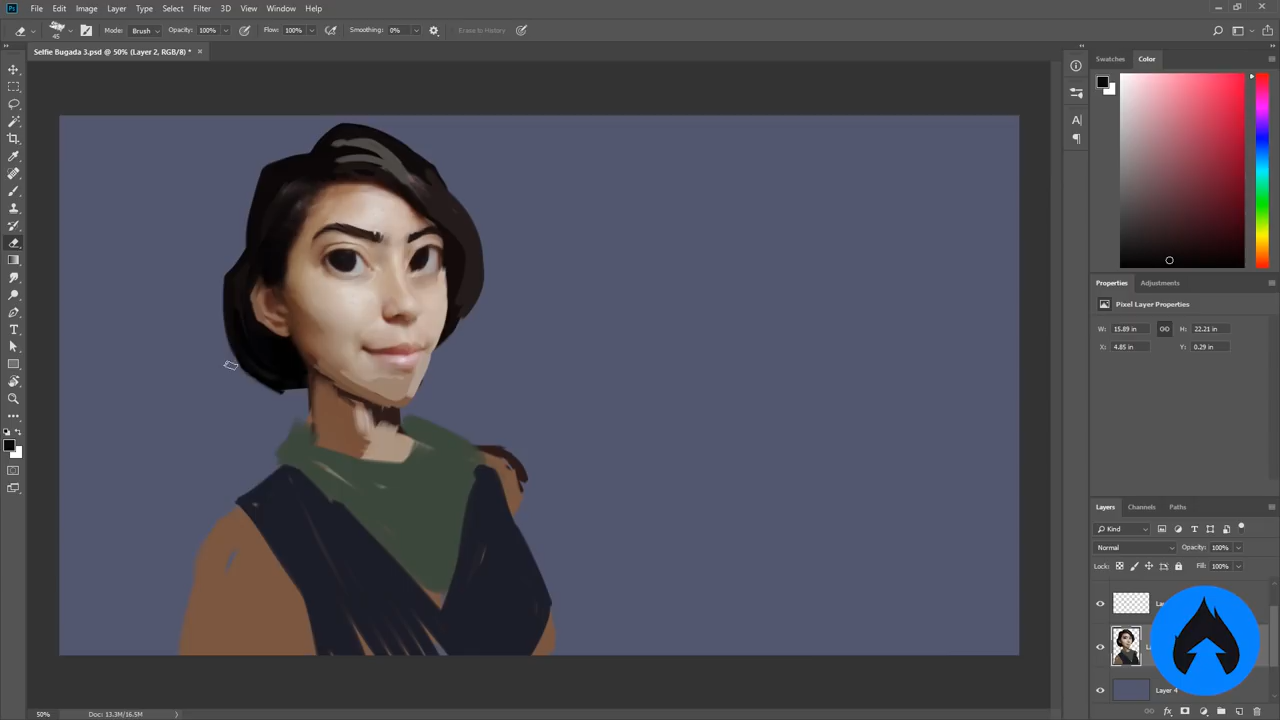 File Edit Image Layer Type Select Filter 3D View Window Help
45 Mode: Brush Opacity: 100% Flow: 100% Smoothing: 0% Erase to History
Selfie Bugada 3.psd @ 50% (Layer 2, RGB/8) *
Swatches Color
Properties Adjustments
Pixel Layer Properties
W: 15.89 in H: 22.21 in
X: 4.85 in Y: 0.29 in
Layers Channels Paths
Kind
Normal Opacity: 100%
Lock: Fill: 100%
Layer 4
50% Doc: 13.3M/16.5M